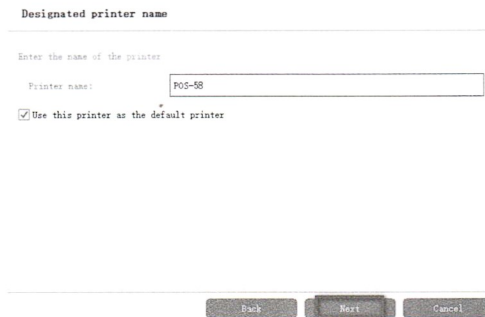 Designated printer name
Enter the name of the printer
Printer name:
POS-58
Use this printer as the default printer
Back
Next
Cancel